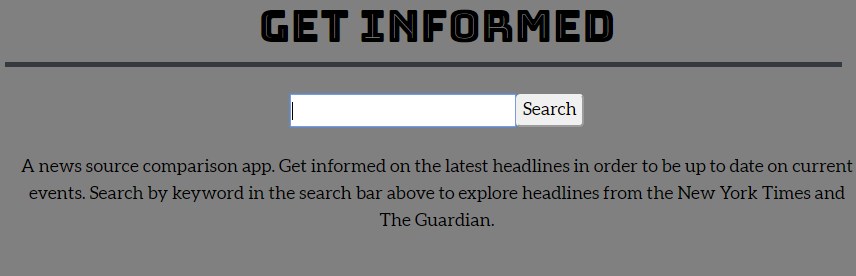 GET INFORMED
Search
A news source comparison app. Get informed on the latest headlines in order to be up to date on current
events. Search by keyword in the search bar above to explore headlines from the New York Times and
The Guardian.